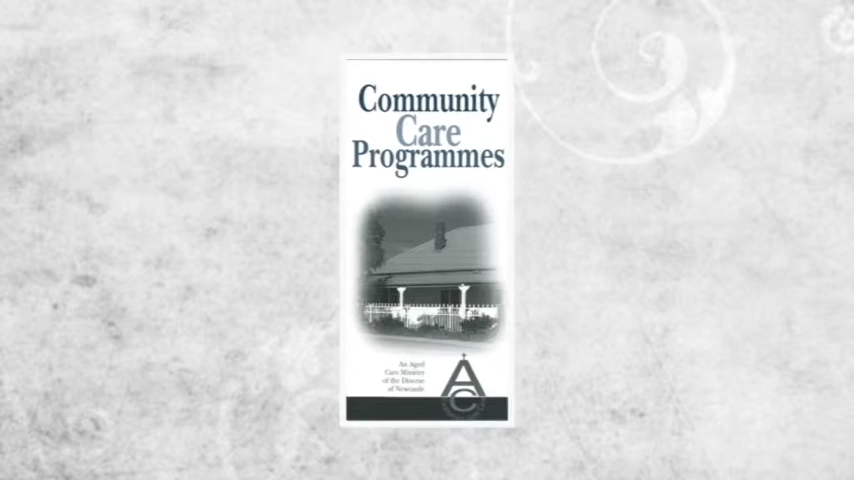 Community
Care
Programmes
An Aged
Care Ministry
of the Diocese
of Newcastle
AC